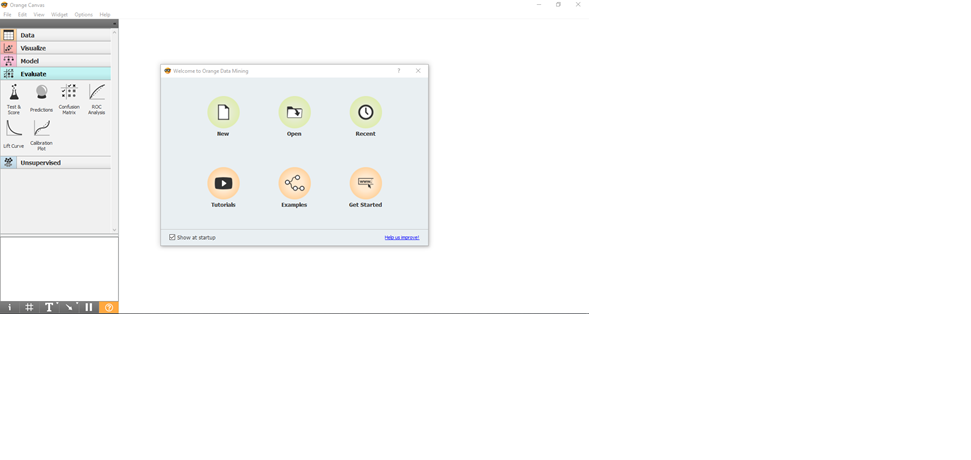 Orange Canvas
File Edit View Widget Options Help
Data
Visualize
Model
Evaluate
Test & Score
Predictions
Confusion Matrix
ROC Analysis
Lift Curve
Calibration Plot
Unsupervised
Welcome to Orange Data Mining
?
New
Open
Recent
WWW
Tutorials
Examples
Get Started
Show at startup
Help us improve!
i
#
T
?